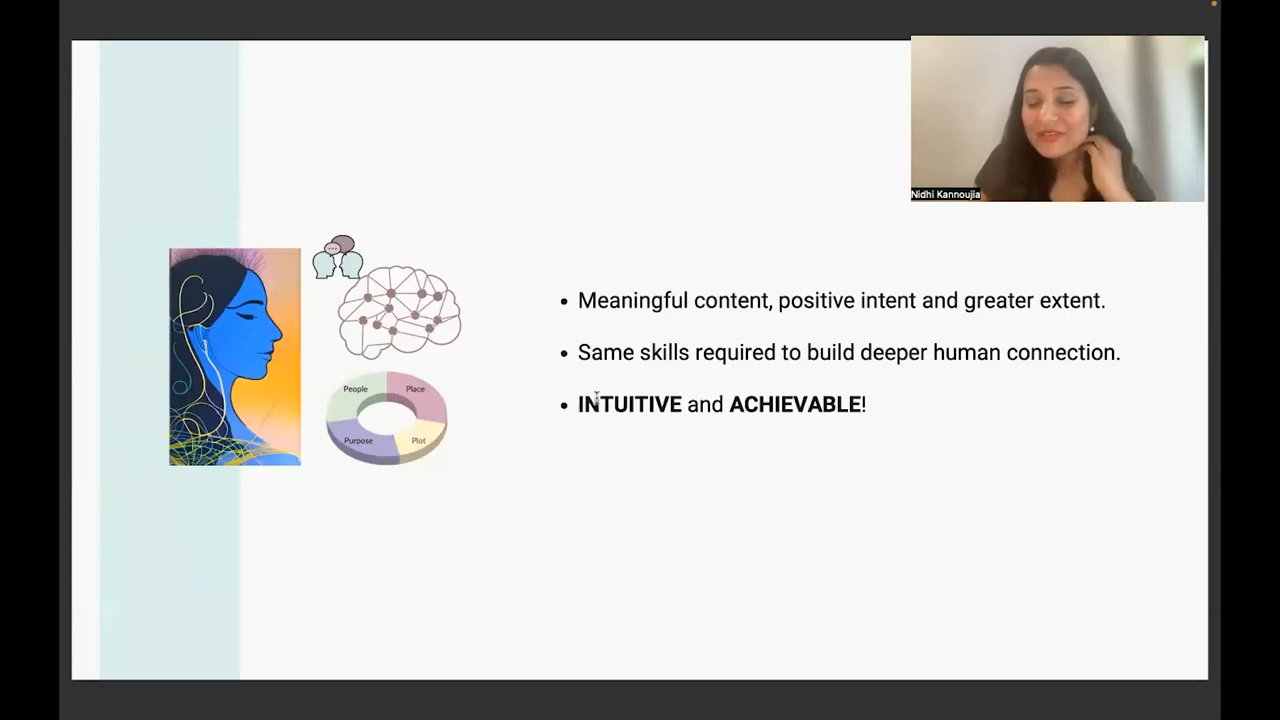 Nidhi Kannoujia
• Meaningful content, positive intent and greater extent.
• Same skills required to build deeper human connection.
• INTUITIVE and ACHIEVABLE!
People
Place
Purpose
Plot